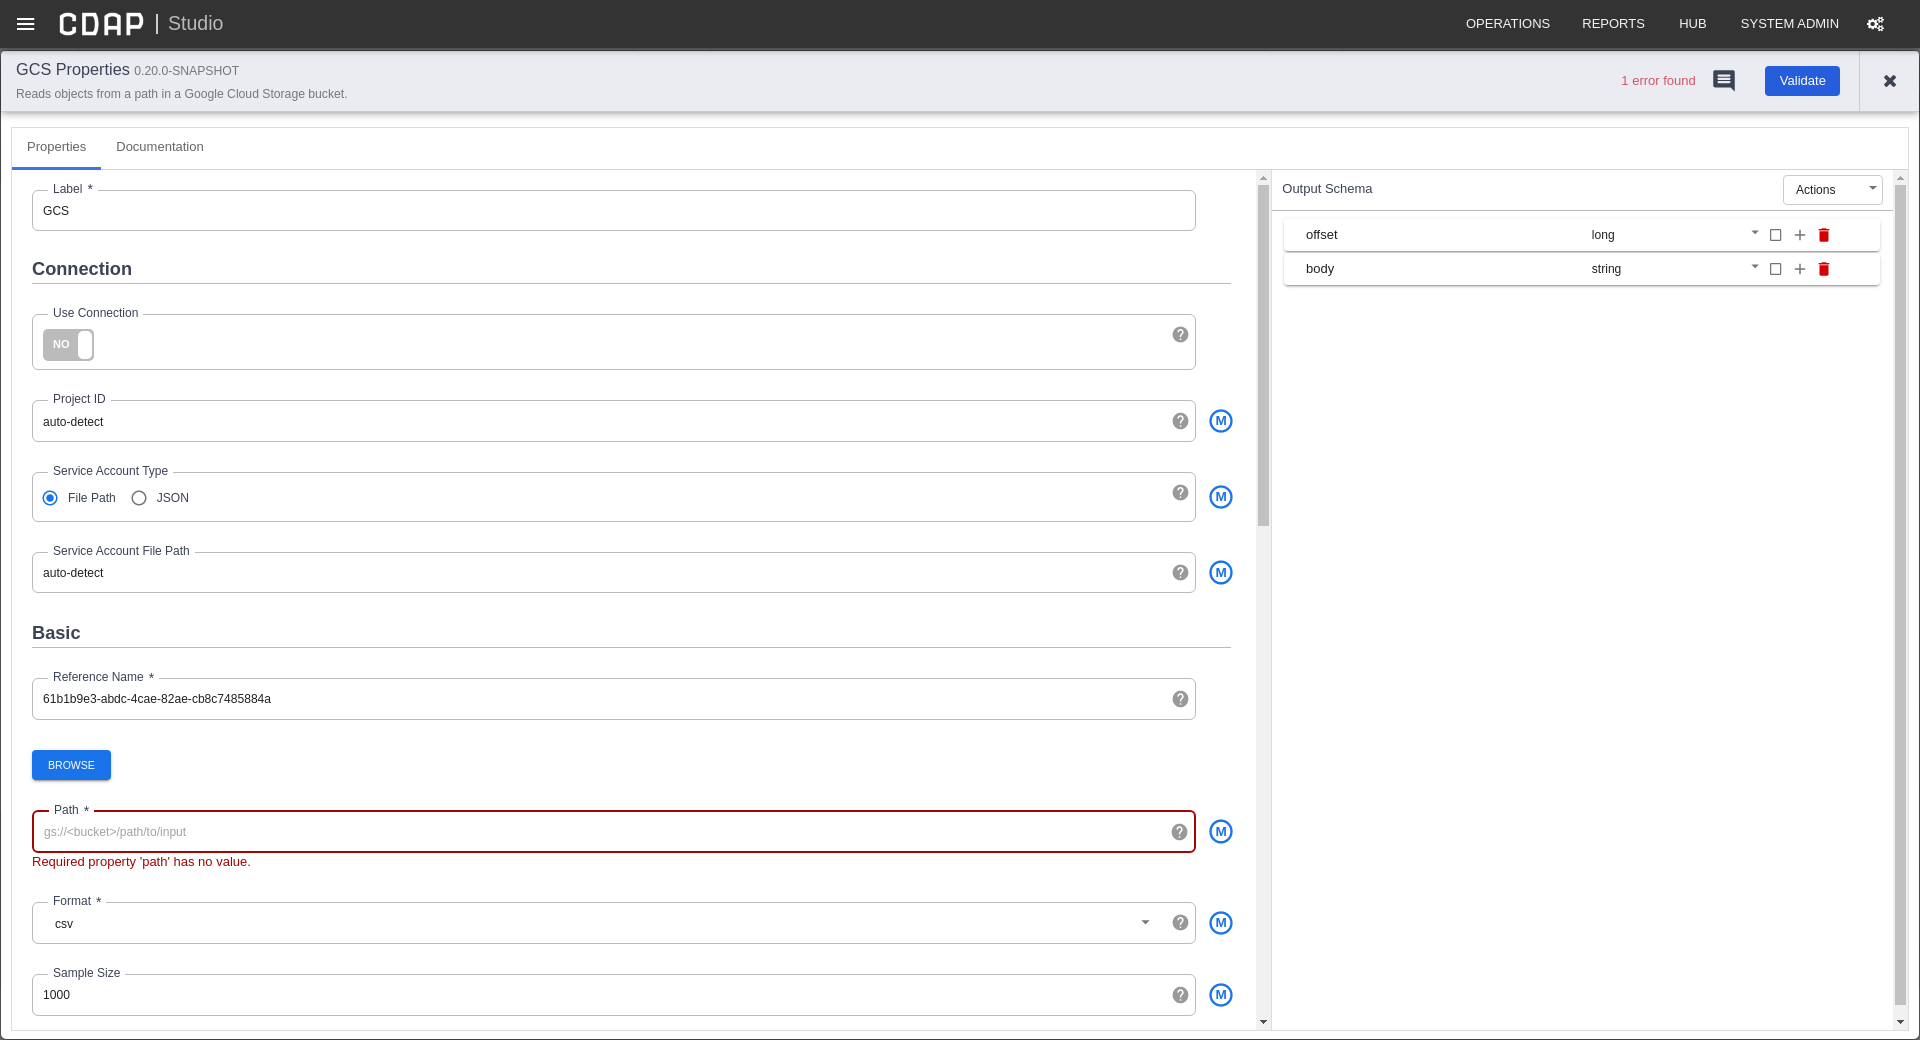 CDAP | Studio
OPERATIONS REPORTS HUB SYSTEM ADMIN
GCS Properties 0.20.0-SNAPSHOT
Reads objects from a path in a Google Cloud Storage bucket.
1 error found
Validate
Properties Documentation
Label *
GCS
Connection
Use Connection
NO
Project ID
auto-detect
M
Service Account Type
File Path JSON
M
Service Account File Path
auto-detect
M
Basic
Reference Name *
61b1b9e3-abdc-4cae-82ae-cb8c7485884a
BROWSE
Path *
gs://<bucket>/path/to/input
M
Required property 'path' has no value.
Format *
csv
M
Sample Size
1000
M
Output Schema
Actions
offset long
body string